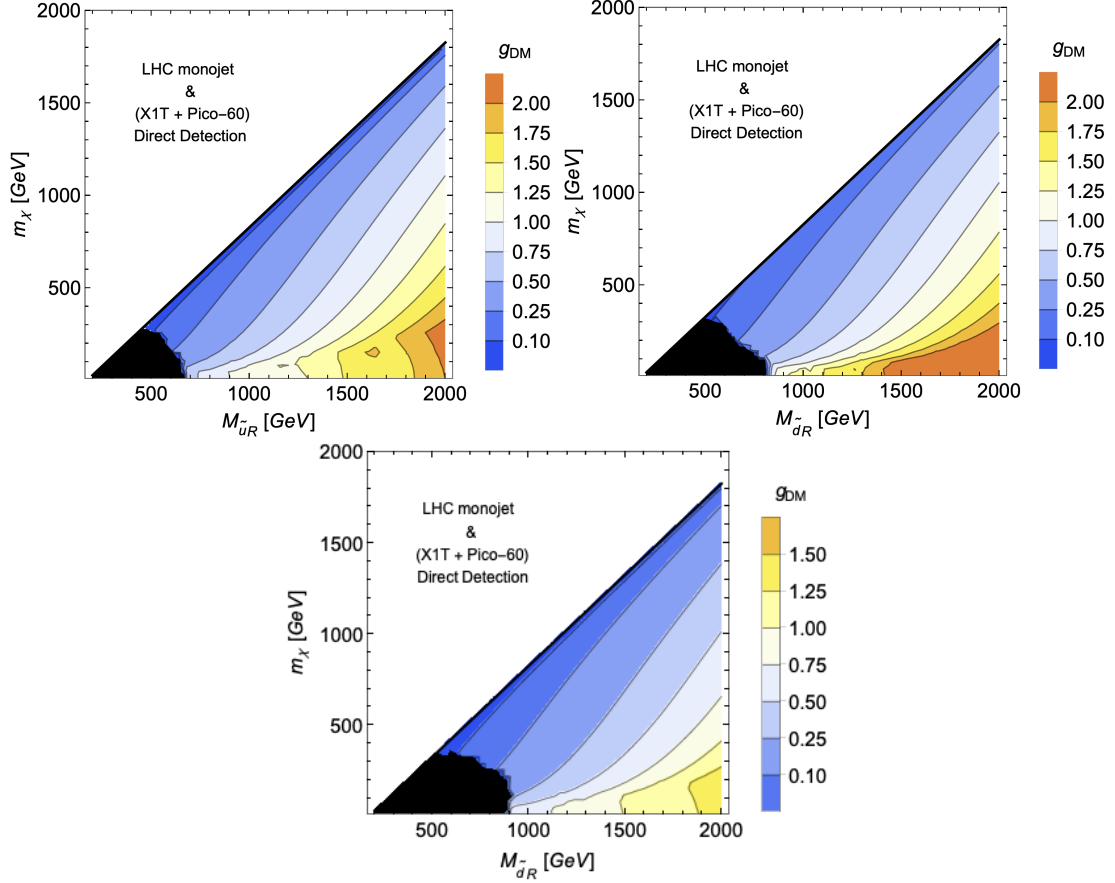 2000
1500
1000
500
m_χ [GeV]
LHC monojet
&
(X1T + Pico−60)
Direct Detection
500 1000 1500 2000
M_ũR [GeV]
g_DM
2.00
1.75
1.50
1.25
1.00
0.75
0.50
0.25
0.10
2000
1500
1000
500
m_χ [GeV]
LHC monojet
&
(X1T + Pico−60)
Direct Detection
500 1000 1500 2000
M_d̃R [GeV]
g_DM
2.00
1.75
1.50
1.25
1.00
0.75
0.50
0.25
0.10
2000
1500
1000
500
m_χ [GeV]
LHC monojet
&
(X1T + Pico−60)
Direct Detection
500 1000 1500 2000
M_d̃R [GeV]
g_DM
1.50
1.25
1.00
0.75
0.50
0.25
0.10